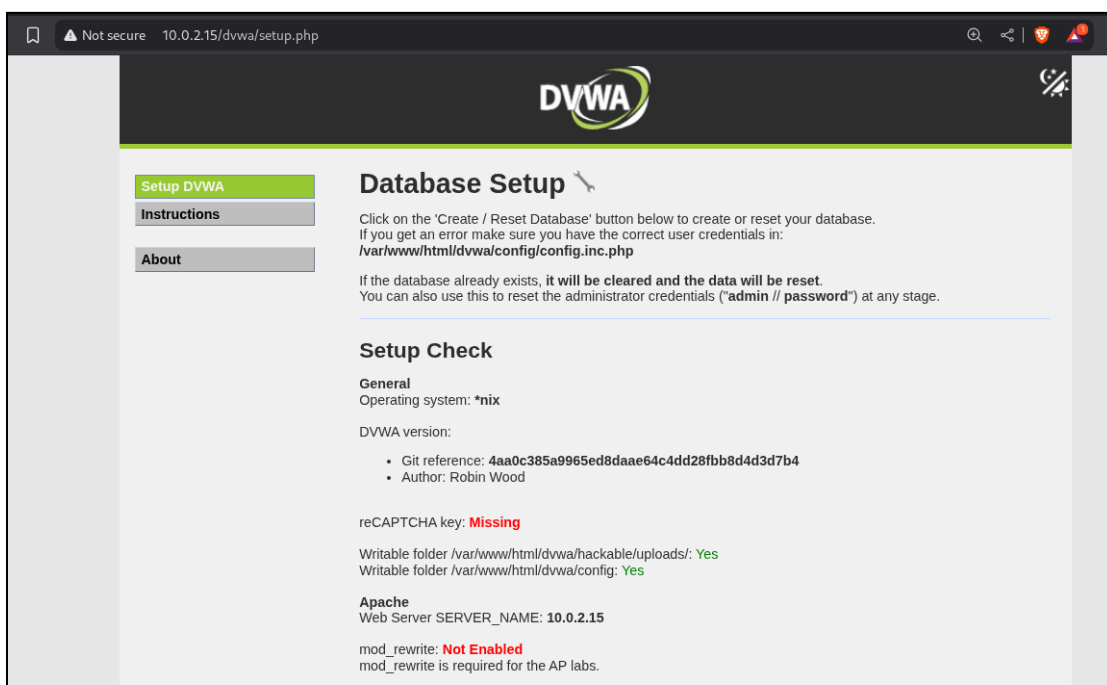 Not secure 10.0.2.15/dvwa/setup.php
1
DVWA
Setup DVWA
Instructions
About
Database Setup
Click on the 'Create / Reset Database' button below to create or reset your database.
If you get an error make sure you have the correct user credentials in:
/var/www/html/dvwa/config/config.inc.php
If the database already exists, it will be cleared and the data will be reset.
You can also use this to reset the administrator credentials ("admin // password") at any stage.
Setup Check
General
Operating system: *nix
DVWA version:
• Git reference: 4aa0c385a9965ed8daae64c4dd28fbb8d4d3d7b4
• Author: Robin Wood
reCAPTCHA key: Missing
Writable folder /var/www/html/dvwa/hackable/uploads/: Yes
Writable folder /var/www/html/dvwa/config: Yes
Apache
Web Server SERVER_NAME: 10.0.2.15
mod_rewrite: Not Enabled
mod_rewrite is required for the AP labs.